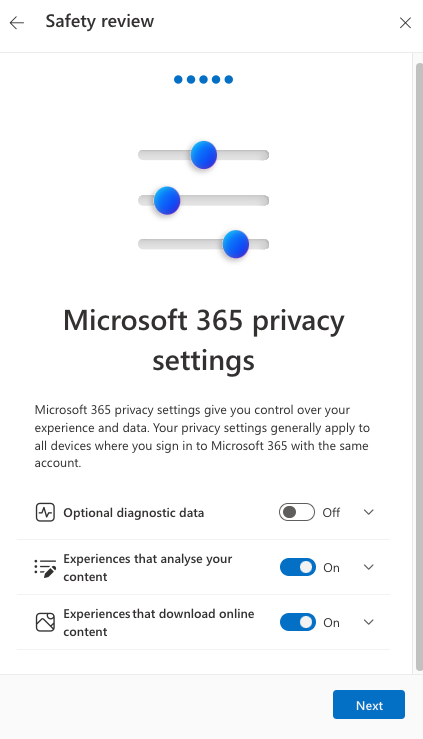 Safety review
Microsoft 365 privacy
settings
Microsoft 365 privacy settings give you control over your
experience and data. Your privacy settings generally apply to
all devices where you sign in to Microsoft 365 with the same
account.
Optional diagnostic data Off
Experiences that analyse your
content On
Experiences that download online
content On
Next